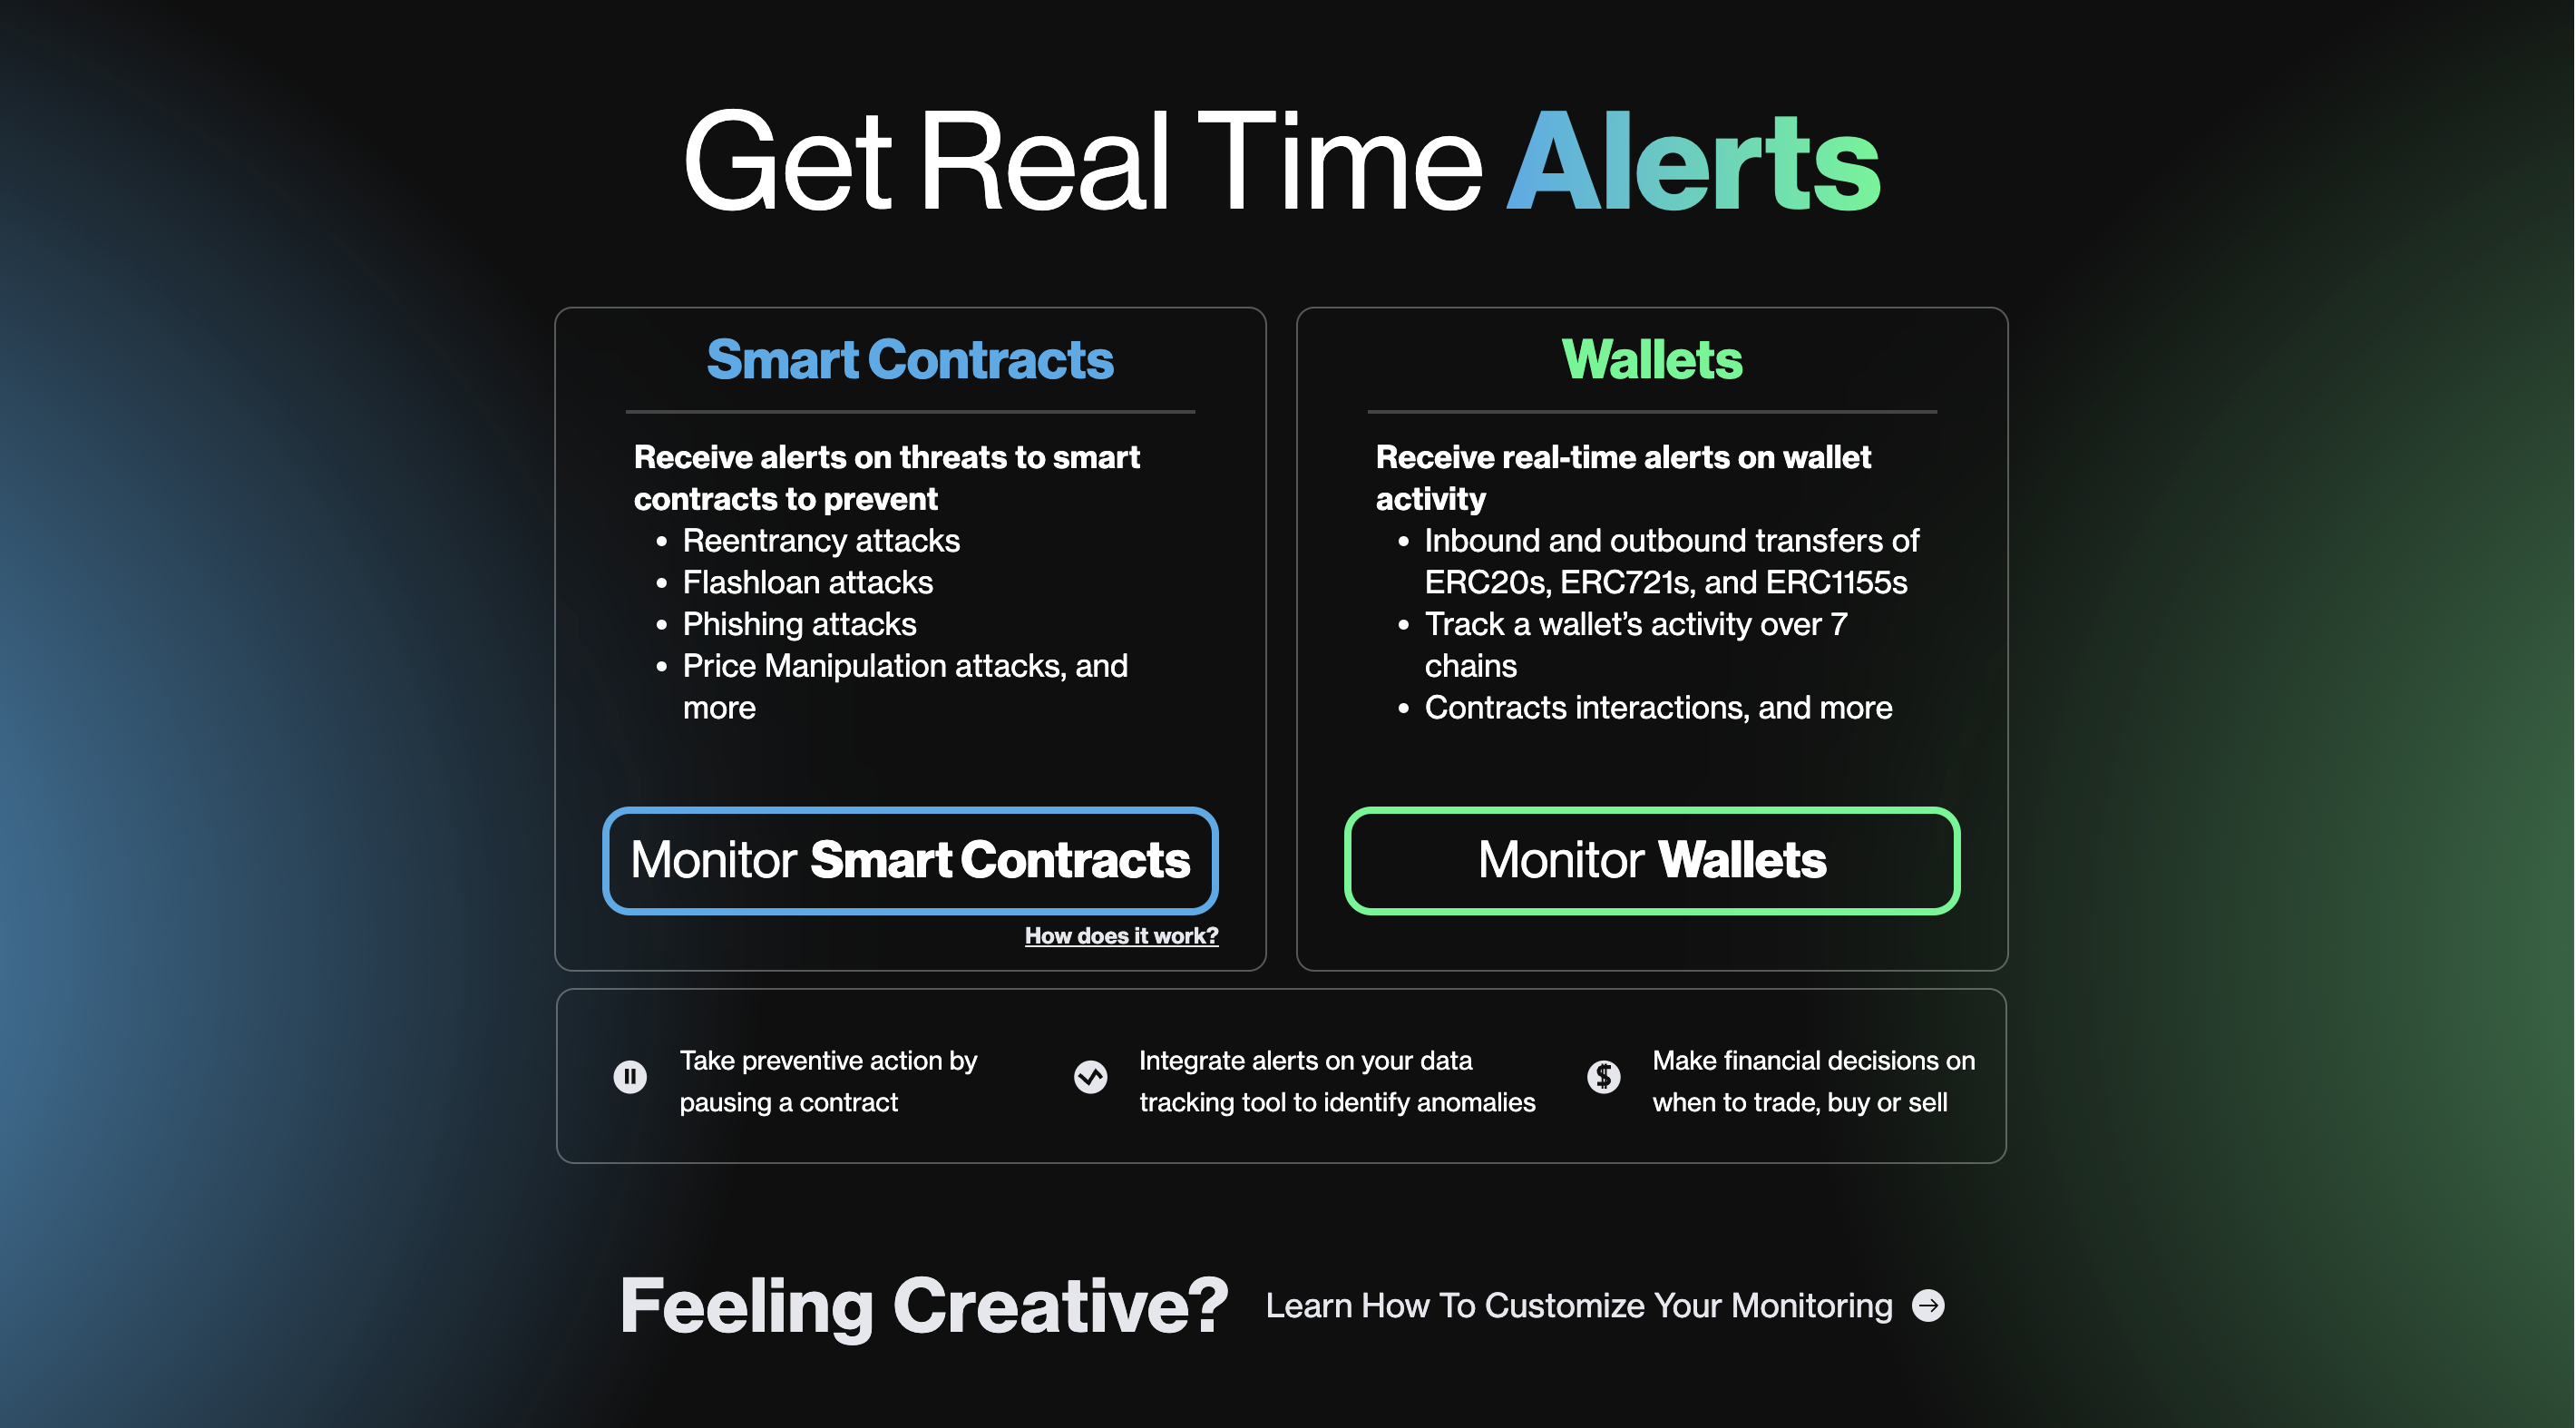 Get Real Time Alerts
Smart Contracts
Receive alerts on threats to smart
contracts to prevent
• Reentrancy attacks
• Flashloan attacks
• Phishing attacks
• Price Manipulation attacks, and
more
Monitor Smart Contracts
How does it work?
Wallets
Receive real-time alerts on wallet
activity
• Inbound and outbound transfers of
ERC20s, ERC721s, and ERC1155s
• Track a wallet’s activity over 7
chains
• Contracts interactions, and more
Monitor Wallets
Take preventive action by
pausing a contract
Integrate alerts on your data
tracking tool to identify anomalies
$
Make financial decisions on
when to trade, buy or sell
Feeling Creative?
Learn How To Customize Your Monitoring